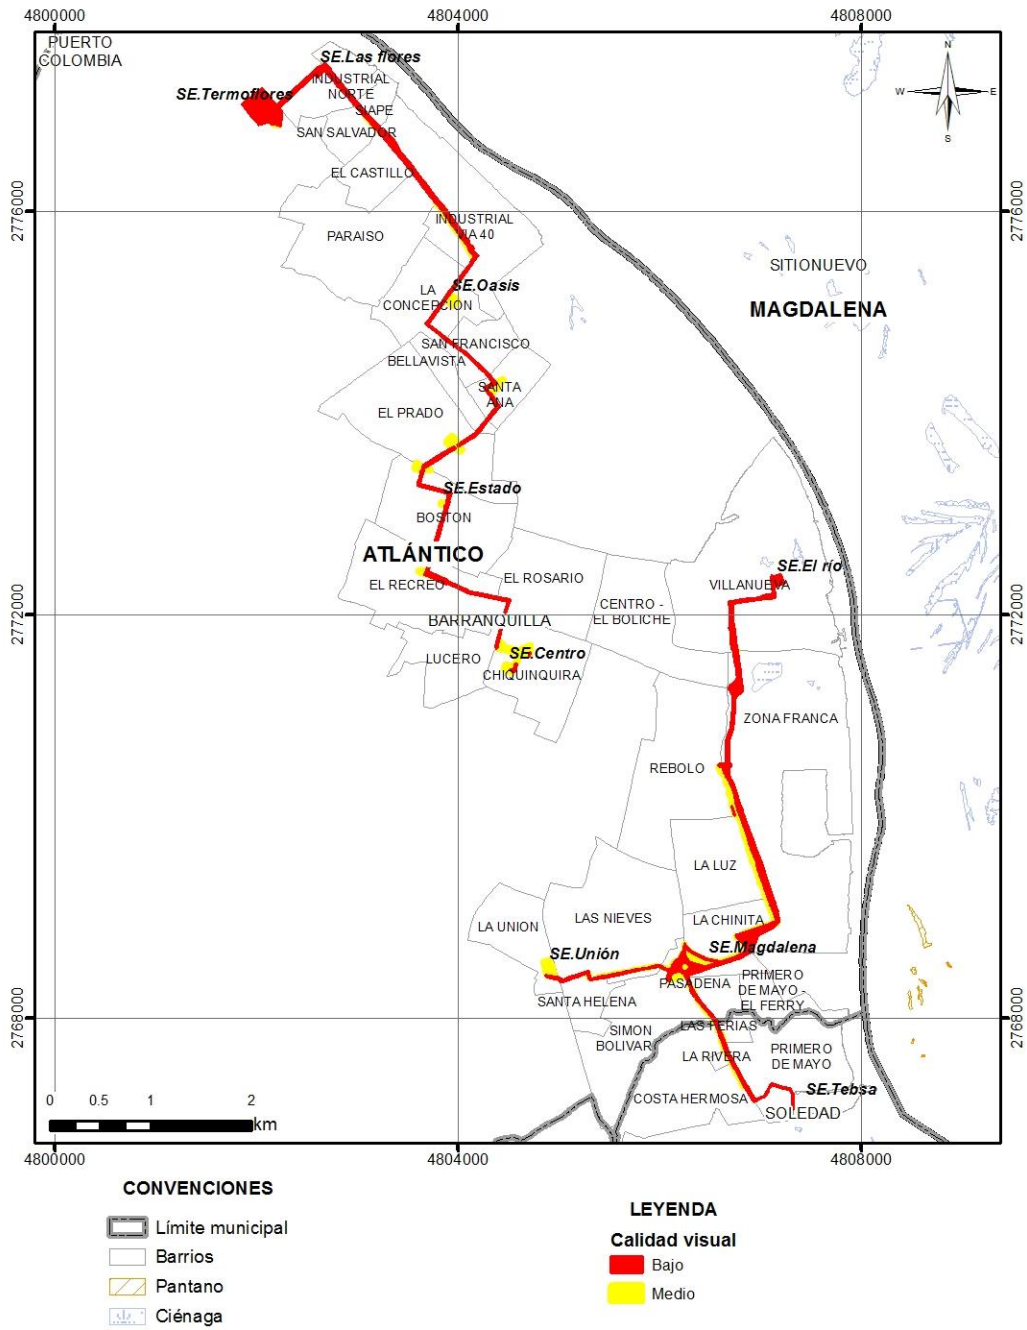 4800000
4804000
4808000
PUERTO
COLOMBIA
SE.Las flores
INDUSTRIAL
NORTE
SE.Termoflores
SIAPE
SAN SALVADOR
EL CASTILLO
N
W
E
S
2776000
2776000
INDUSTRIAL
VIA 40
PARAISO
SITIONUEVO
MAGDALENA
SE.Oasis
LA
CONCEPCION
SAN FRANCISCO
BELLAVISTA
SANTA
ANA
EL PRADO
SE.Estado
BOSTON
ATLÁNTICO
SE.El río
EL RECREO
EL ROSARIO
VILLANUEVA
CENTRO -
EL BOLICHE
2772000
2772000
BARRANQUILLA
LUCERO
SE.Centro
CHIQUINQUIRA
ZONA FRANCA
REBOLO
LA LUZ
LAS NIEVES
LA CHINITA
LA UNION
SE.Unión
SE.Magdalena
PASADENA
PRIMERO
DE MAYO -
EL FERRY
SANTA HELENA
2768000
2768000
SIMON
BOLIVAR
LAS FERIAS
LA RIVERA
PRIMERO
DE MAYO
COSTA HERMOSA
SE.Tebsa
SOLEDAD
0 0.5 1 2
km
4800000
4804000
4808000
CONVENCIONES
Límite municipal
Barrios
Pantano
Ciénaga
LEYENDA
Calidad visual
Bajo
Medio